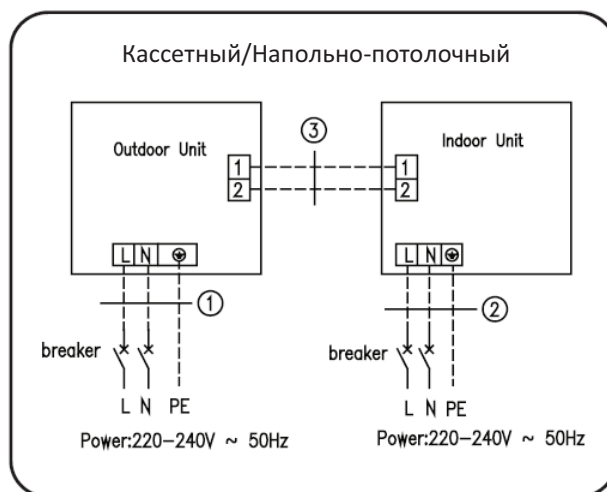 Кассетный/Напольно-потолочный
③
Outdoor Unit
Indoor Unit
1
1
2
2
L N
L N
①
②
breaker
breaker
L N PE
L N PE
Power:220–240V ~ 50Hz
Power:220–240V ~ 50Hz